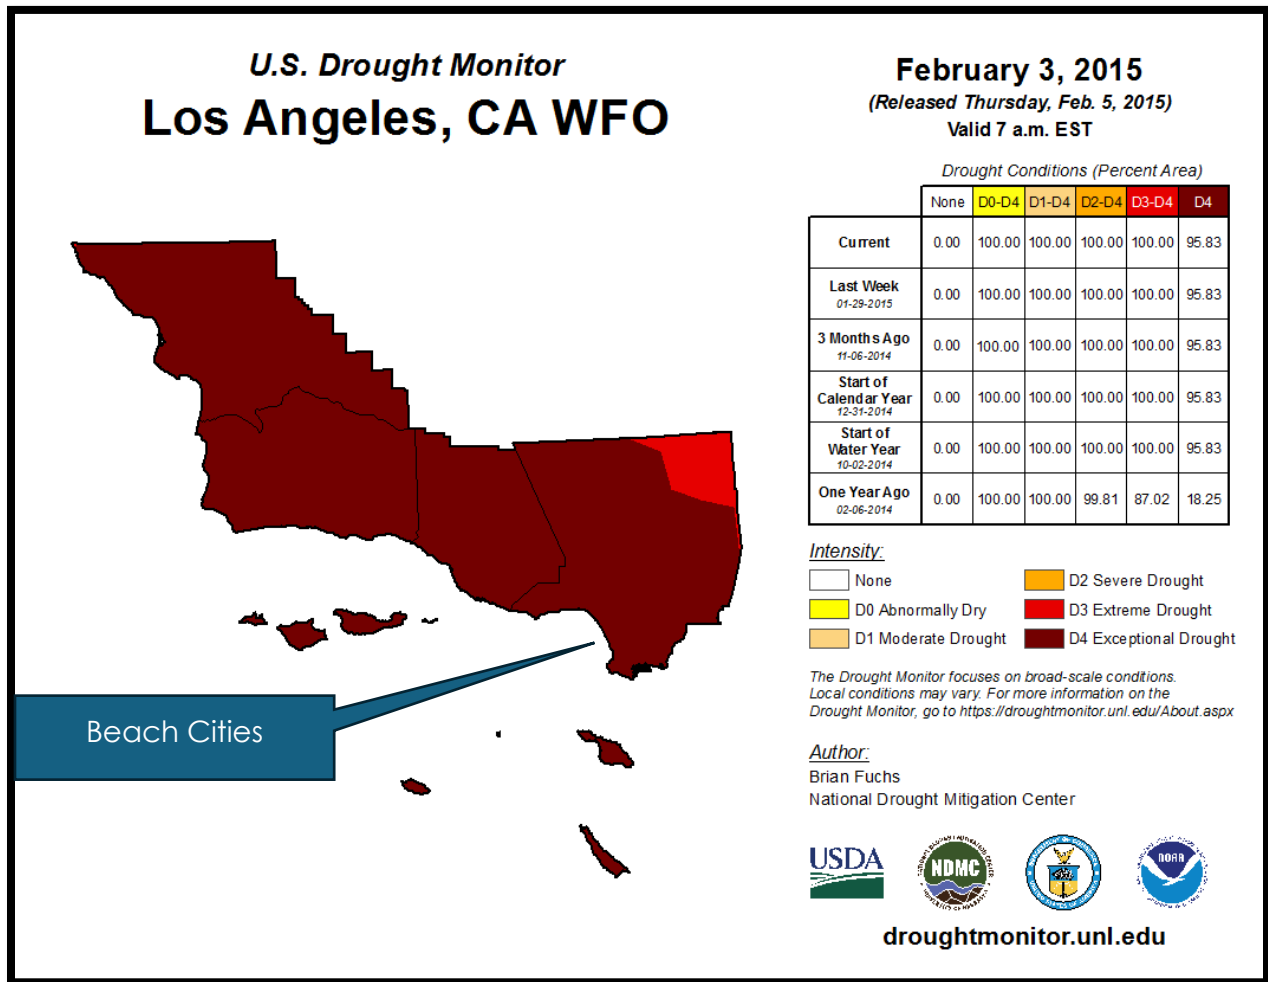 U.S. Drought Monitor
Los Angeles, CA WFO
February 3, 2015
(Released Thursday, Feb. 5, 2015)
Valid 7 a.m. EST
Drought Conditions (Percent Area)
None D0-D4 D1-D4 D2-D4 D3-D4 D4
Current 0.00 100.00 100.00 100.00 100.00 95.83
Last Week 0.00 100.00 100.00 100.00 100.00 95.83
01-29-2015
3 Months Ago 0.00 100.00 100.00 100.00 100.00 95.83
11-06-2014
Start of
Calendar Year 0.00 100.00 100.00 100.00 100.00 95.83
12-31-2014
Start of
Water Year 0.00 100.00 100.00 100.00 100.00 95.83
10-02-2014
One Year Ago 0.00 100.00 100.00 99.81 87.02 18.25
02-06-2014
Intensity:
None
D0 Abnormally Dry
D1 Moderate Drought
D2 Severe Drought
D3 Extreme Drought
D4 Exceptional Drought
The Drought Monitor focuses on broad-scale conditions.
Local conditions may vary. For more information on the
Drought Monitor, go to https://droughtmonitor.unl.edu/About.aspx
Author:
Brian Fuchs
National Drought Mitigation Center
Beach Cities
USDA
NDMC
NOAA
droughtmonitor.unl.edu